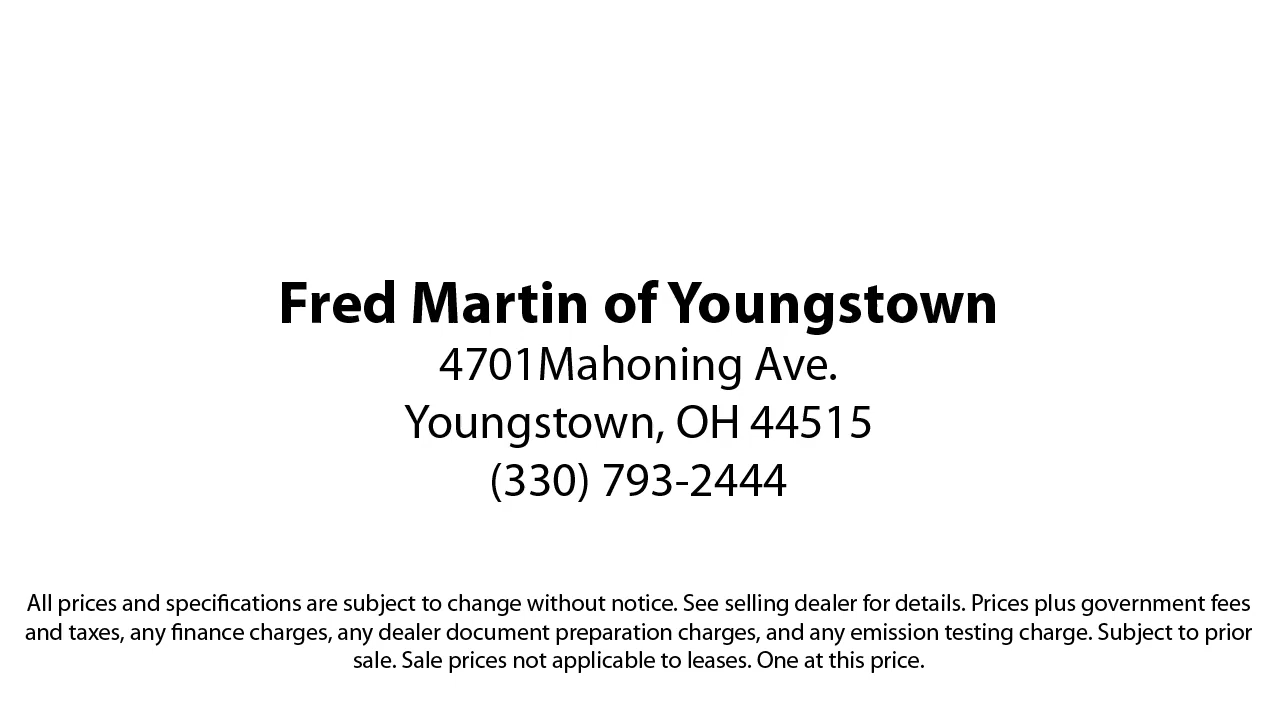 Fred Martin of Youngstown
4701Mahoning Ave.
Youngstown, OH 44515
(330) 793-2444
All prices and specifications are subject to change without notice. See selling dealer for details. Prices plus government fees
and taxes, any finance charges, any dealer document preparation charges, and any emission testing charge. Subject to prior
sale. Sale prices not applicable to leases. One at this price.